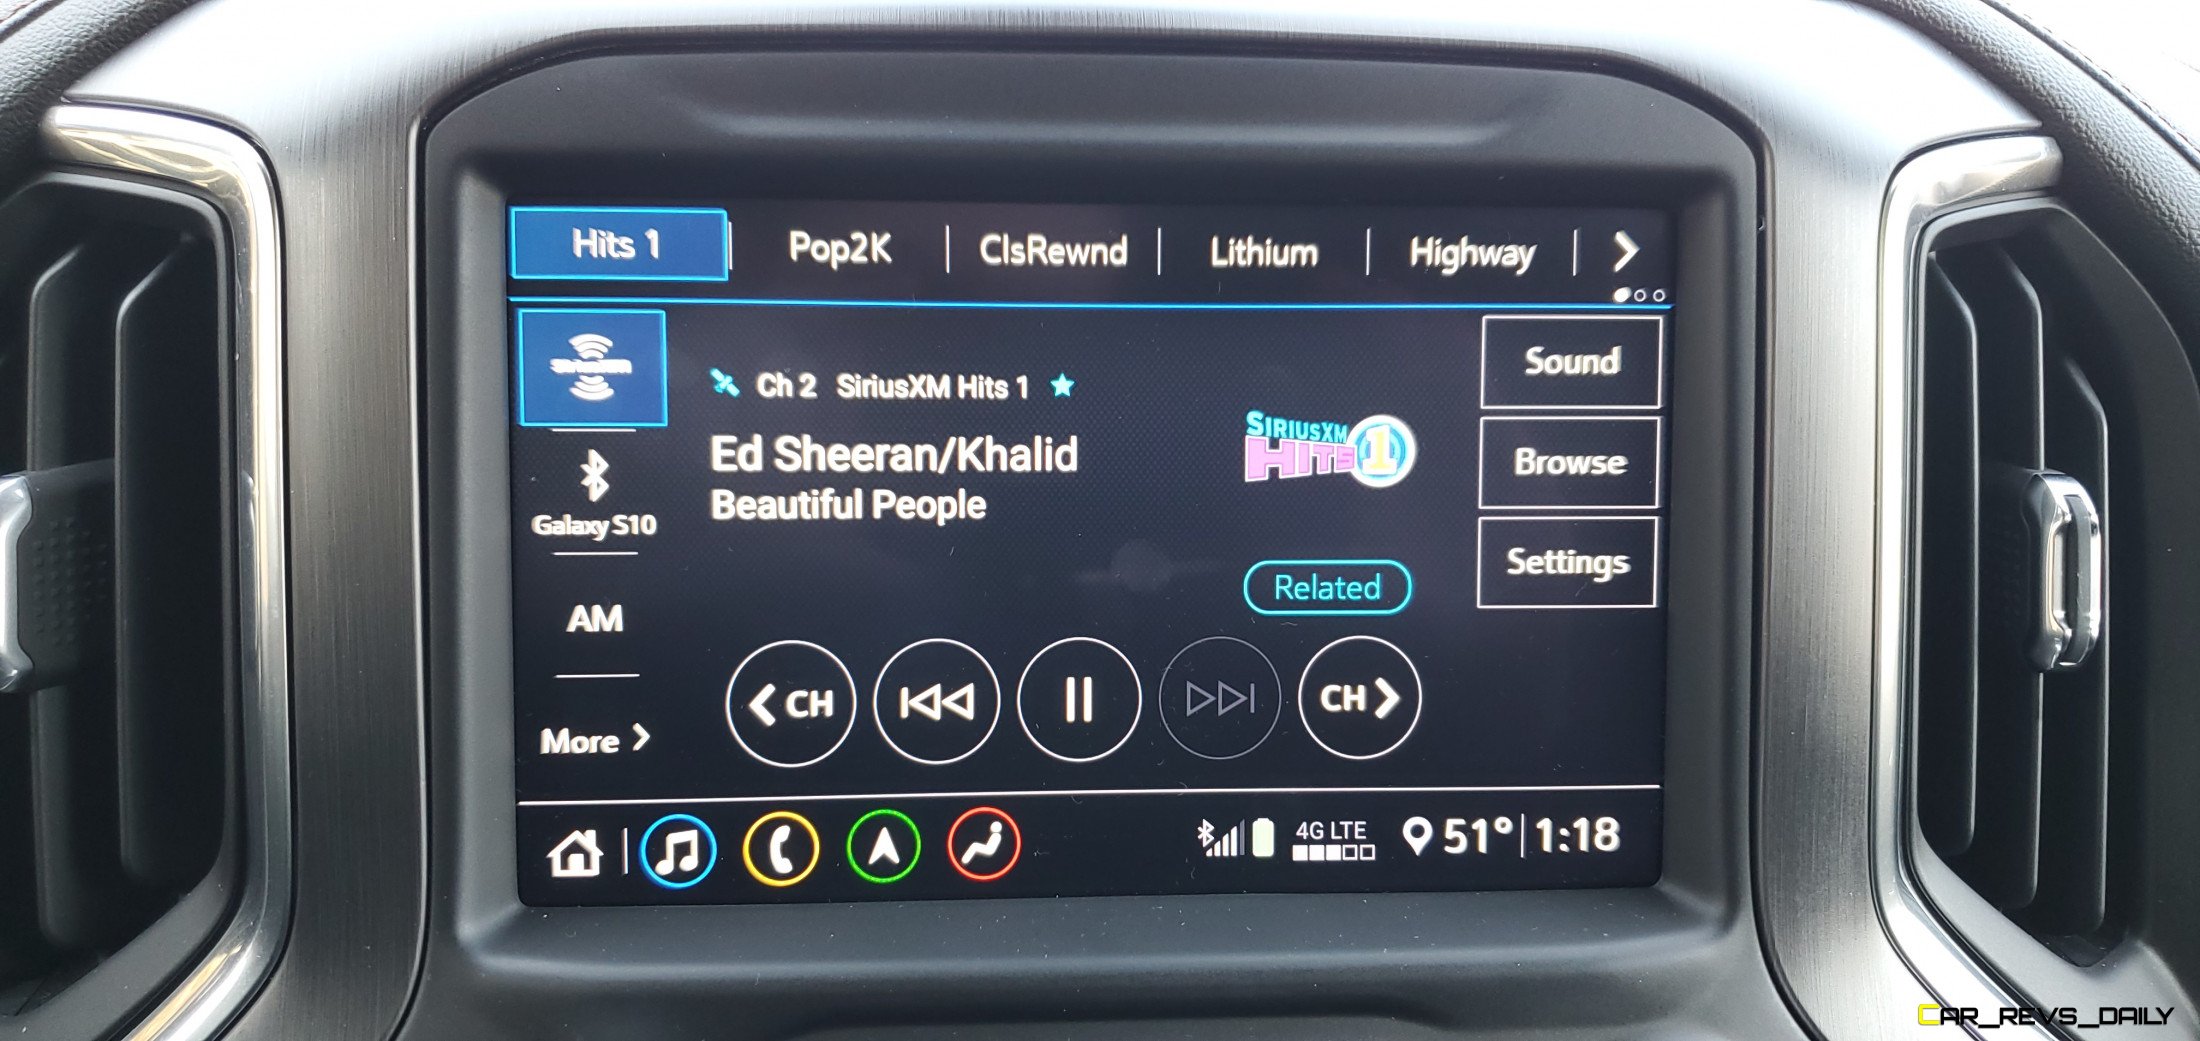 Hits 1 Pop2K ClsRewnd Lithium Highway
SiriusXM
Ch 2 SiriusXM Hits 1
Ed Sheeran/Khalid
Beautiful People
SIRIUSXM
HITS 1
Sound
Browse
Settings
Galaxy S10
AM
More
Related
CH
CH
4G LTE
51° 1:18
CAR_REVS_DAILY